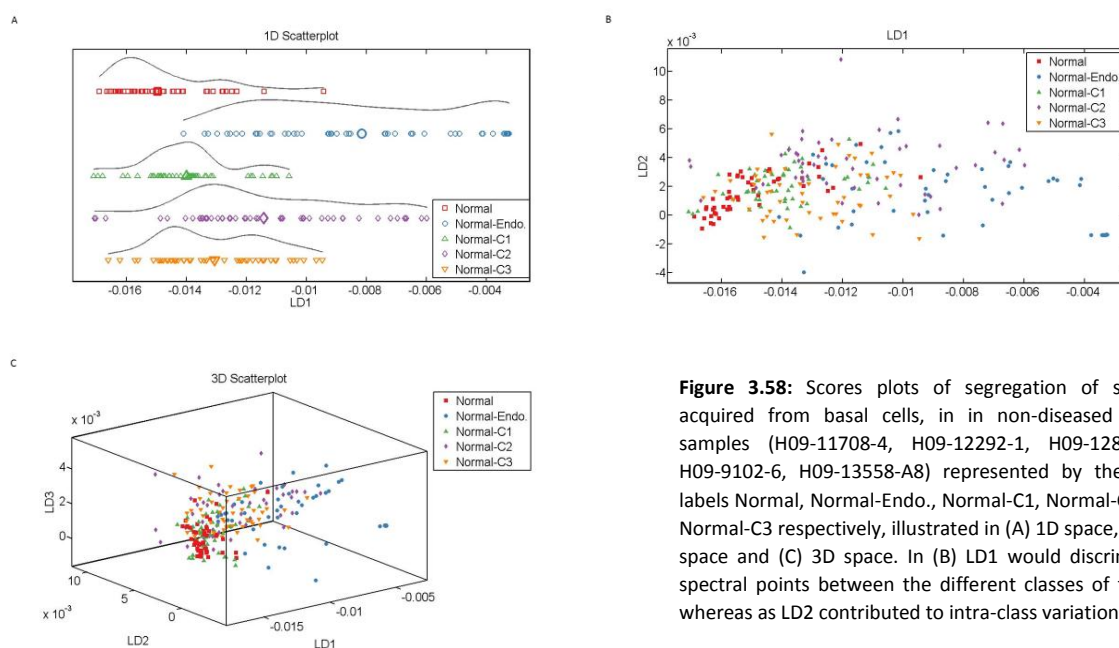 A
1D Scatterplot
Normal
Normal-Endo.
Normal-C1
Normal-C2
Normal-C3
-0.016 -0.014 -0.012 -0.01 -0.008 -0.006 -0.004
LD1
B
x 10⁻³
LD1
10
8
6
4
2
0
-2
-4
LD2
Normal
Normal-Endo
Normal-C1
Normal-C2
Normal-C3
-0.016 -0.014 -0.012 -0.01 -0.008 -0.006 -0.004
C
3D Scatterplot
x 10⁻³
4
2
0
LD3
Normal
Normal-Endo.
Normal-C1
Normal-C2
Normal-C3
10
5
0
x 10⁻³
LD2
-0.015
-0.01
-0.005
LD1
Figure 3.58: Scores plots of segregation of s
acquired from basal cells, in in non-diseased
samples (H09-11708-4, H09-12292-1, H09-128
H09-9102-6, H09-13558-A8) represented by the
labels Normal, Normal-Endo., Normal-C1, Normal-C
Normal-C3 respectively, illustrated in (A) 1D space,
space and (C) 3D space. In (B) LD1 would discrin
spectral points between the different classes of
whereas as LD2 contributed to intra-class variation